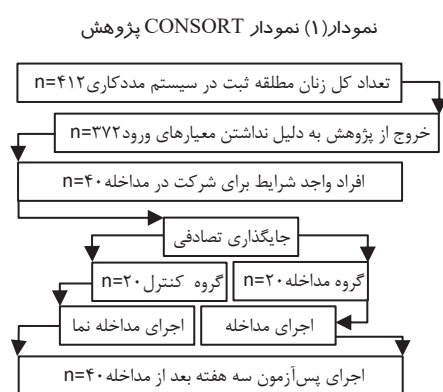 نمودار(۱) نمودار CONSORT پژوهش
تعداد کل زنان مطلقه ثبت در سیستم مددکاری n=۴۱۲
خروج از پژوهش به دلیل نداشتن معیارهای ورود n=۳۷۲
افراد واجد شرایط برای شرکت در مداخله n=۴۰
جایگذاری تصادفی
گروه مداخله n=۲۰ گروه کنترل n=۲۰
اجرای مداخله اجرای مداخله نما
اجرای پس‌آزمون سه هفته بعد از مداخله n=۴۰